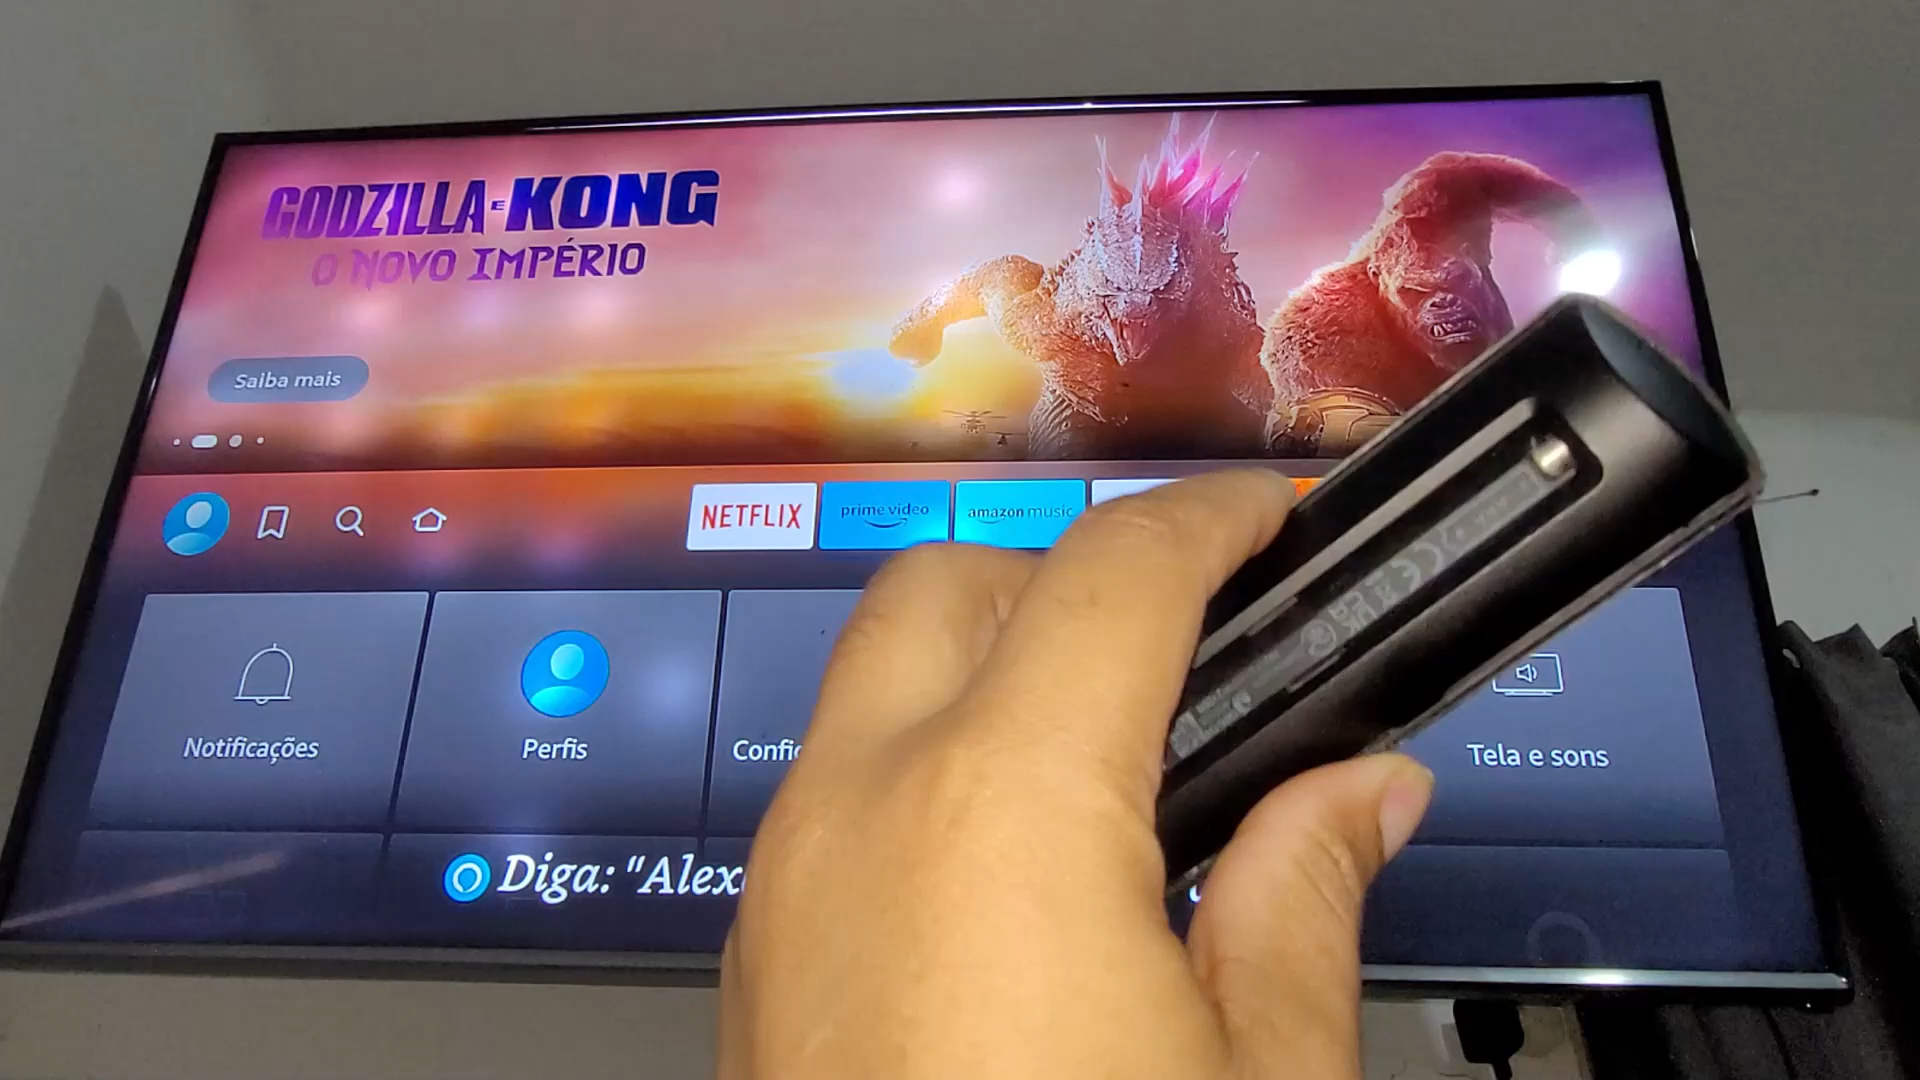 GODZILLA E KONG
O NOVO IMPÉRIO
Saiba mais
NETFLIX
prime video
amazon music
Notificações
Perfis
Tela e sons
Diga: "Alex